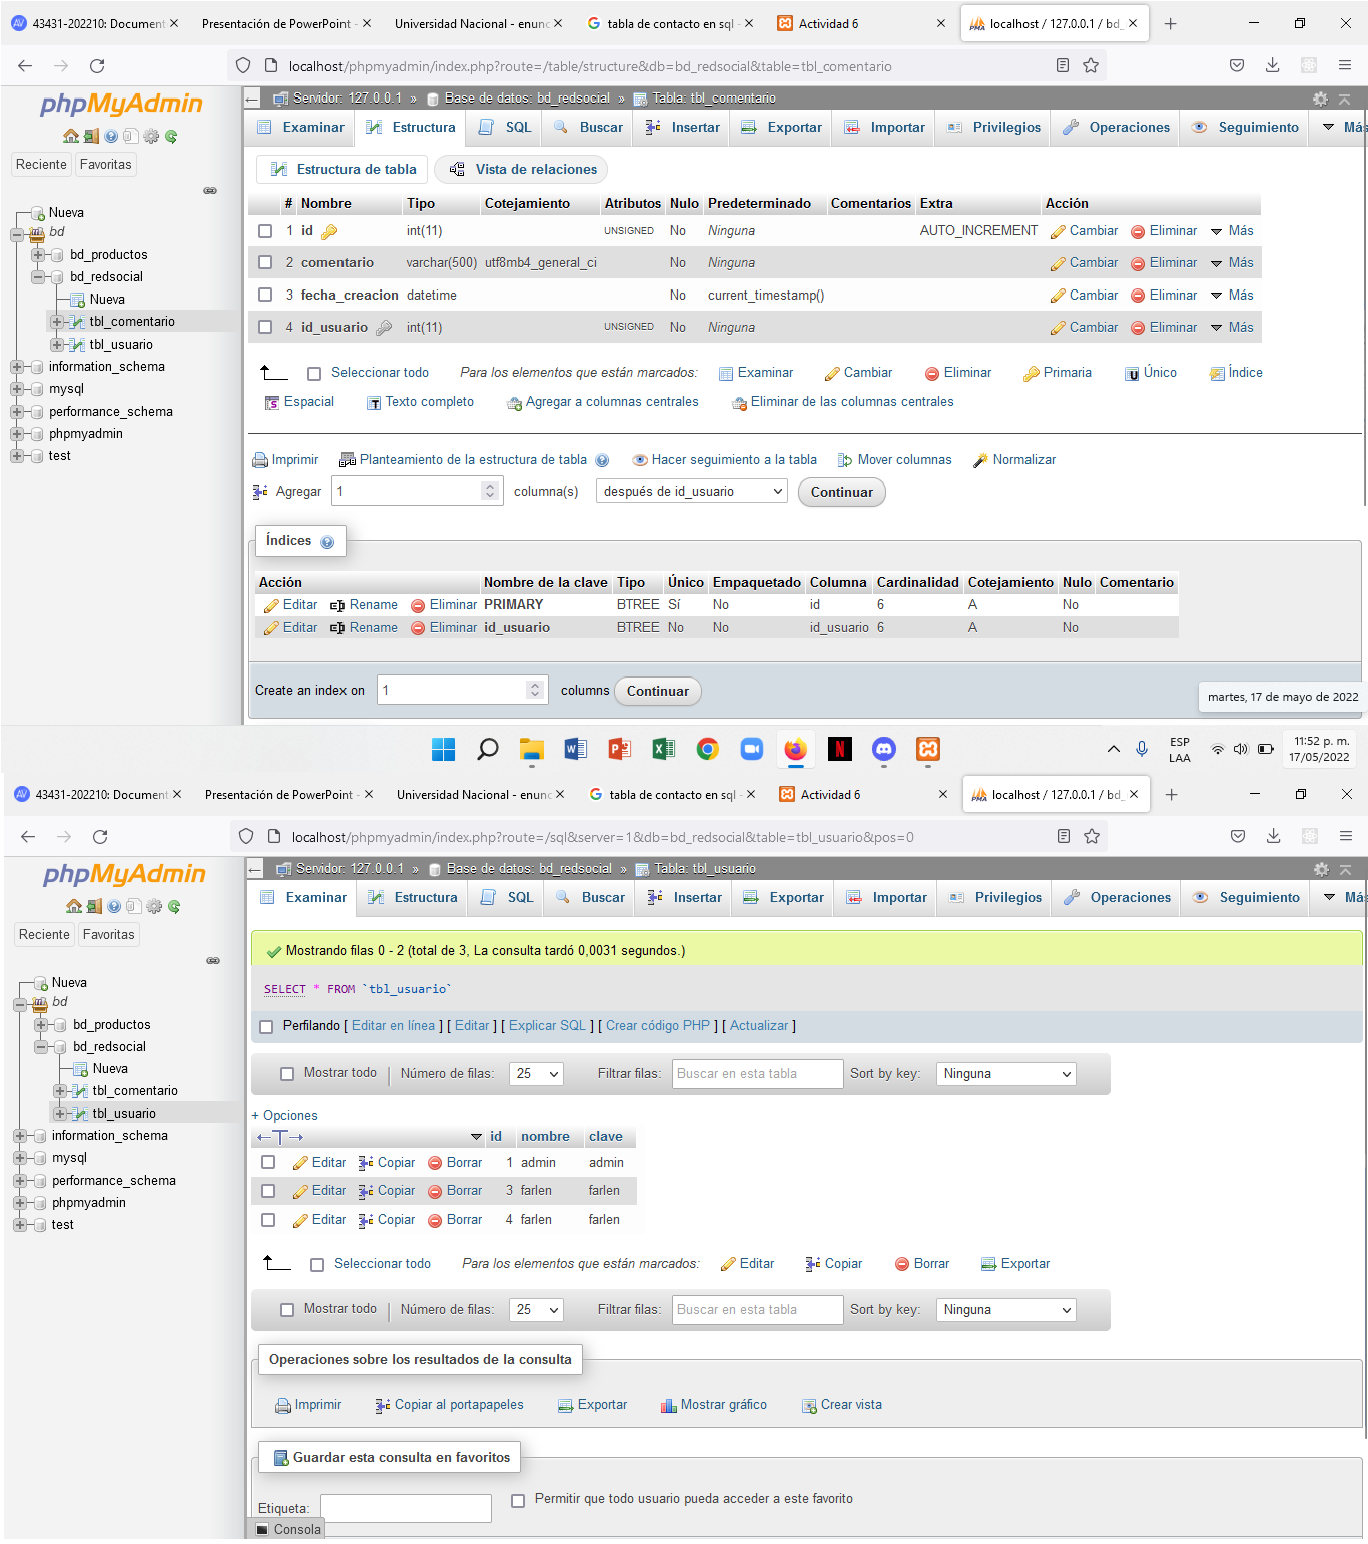 43431-202210: Document
Presentación de PowerPoint -
Universidad Nacional - enunc
tabla de contacto en sql -
Actividad 6
localhost / 127.0.0.1 / bd_
localhost/phpmyadmin/index.php?route=/table/structure&db=bd_redsocial&table=tbl_comentario
phpMyAdmin
Reciente Favoritas
Nueva
bd
bd_productos
bd_redsocial
Nueva
tbl_comentario
tbl_usuario
information_schema
mysql
performance_schema
phpmyadmin
test
Servidor: 127.0.0.1 » Base de datos: bd_redsocial » Tabla: tbl_comentario
Examinar Estructura SQL Buscar Insertar Exportar Importar Privilegios Operaciones Seguimiento Más
Estructura de tabla Vista de relaciones
# Nombre Tipo Cotejamiento Atributos Nulo Predeterminado Comentarios Extra Acción
1 id int(11) UNSIGNED No Ninguna AUTO_INCREMENT Cambiar Eliminar Más
2 comentario varchar(500) utf8mb4_general_ci No Ninguna Cambiar Eliminar Más
3 fecha_creacion datetime No current_timestamp() Cambiar Eliminar Más
4 id_usuario int(11) UNSIGNED No Ninguna Cambiar Eliminar Más
Seleccionar todo Para los elementos que están marcados: Examinar Cambiar Eliminar Primaria Único Índice
Espacial Texto completo Agregar a columnas centrales Eliminar de las columnas centrales
Imprimir Planteamiento de la estructura de tabla Hacer seguimiento a la tabla Mover columnas Normalizar
Agregar 1 columna(s) después de id_usuario Continuar
Índices
Acción Nombre de la clave Tipo Único Empaquetado Columna Cardinalidad Cotejamiento Nulo Comentario
Editar Rename Eliminar PRIMARY BTREE Sí No id 6 A No
Editar Rename Eliminar id_usuario BTREE No No id_usuario 6 A No
Create an index on 1 columns Continuar
martes, 17 de mayo de 2022
ESP
LAA
11:52 p. m.
17/05/2022
43431-202210: Document
Presentación de PowerPoint -
Universidad Nacional - enunc
tabla de contacto en sql -
Actividad 6
localhost / 127.0.0.1 / bd_
localhost/phpmyadmin/index.php?route=/sql&server=1&db=bd_redsocial&table=tbl_usuario&pos=0
phpMyAdmin
Reciente Favoritas
Nueva
bd
bd_productos
bd_redsocial
Nueva
tbl_comentario
tbl_usuario
information_schema
mysql
performance_schema
phpmyadmin
test
Servidor: 127.0.0.1 » Base de datos: bd_redsocial » Tabla: tbl_usuario
Examinar Estructura SQL Buscar Insertar Exportar Importar Privilegios Operaciones Seguimiento Más
Mostrando filas 0 - 2 (total de 3, La consulta tardó 0,0031 segundos.)
SELECT * FROM `tbl_usuario`
Perfilando [ Editar en línea ] [ Editar ] [ Explicar SQL ] [ Crear código PHP ] [ Actualizar ]
Mostrar todo Número de filas: 25 Filtrar filas: Buscar en esta tabla Sort by key: Ninguna
+ Opciones
←T→ id nombre clave
Editar Copiar Borrar 1 admin admin
Editar Copiar Borrar 3 farlen farlen
Editar Copiar Borrar 4 farlen farlen
Seleccionar todo Para los elementos que están marcados: Editar Copiar Borrar Exportar
Mostrar todo Número de filas: 25 Filtrar filas: Buscar en esta tabla Sort by key: Ninguna
Operaciones sobre los resultados de la consulta
Imprimir Copiar al portapapeles Exportar Mostrar gráfico Crear vista
Guardar esta consulta en favoritos
Etiqueta: Permitir que todo usuario pueda acceder a este favorito
Consola